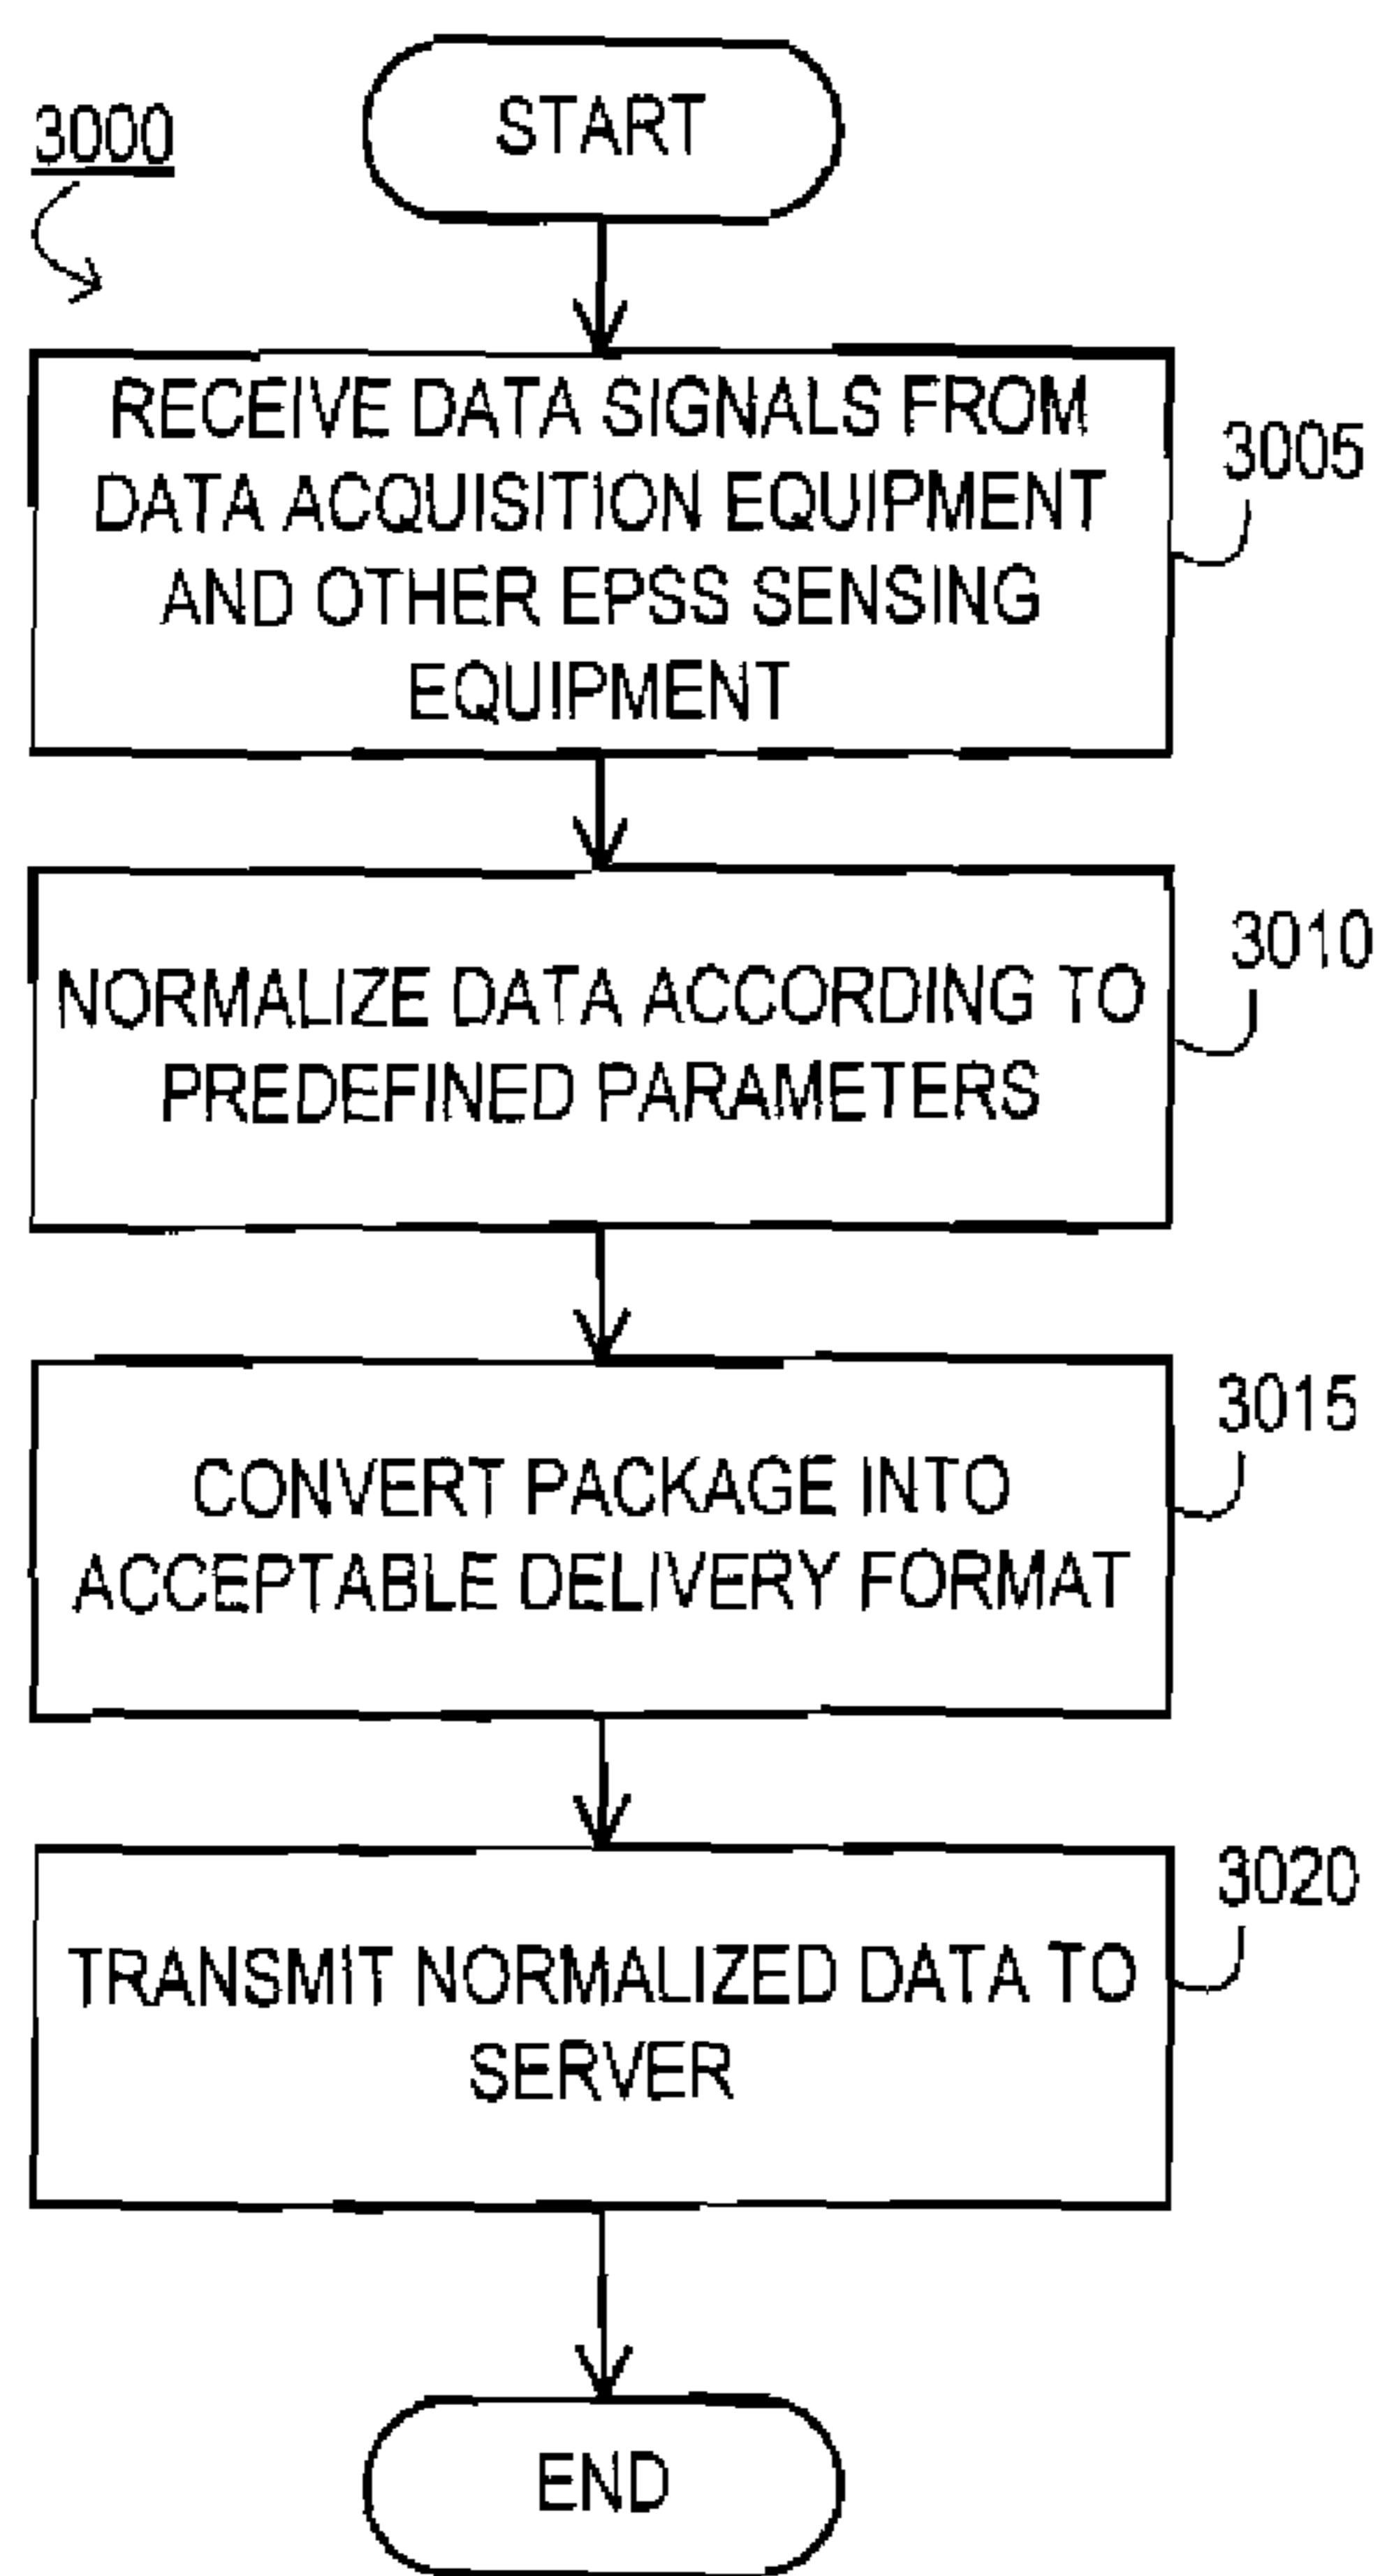 START
3000
RECEIVE DATA SIGNALS FROM
DATA ACQUISITION EQUIPMENT
AND OTHER EPSS SENSING
EQUIPMENT
3005
NORMALIZE DATA ACCORDING TO
PREDEFINED PARAMETERS
3010
CONVERT PACKAGE INTO
ACCEPTABLE DELIVERY FORMAT
3015
TRANSMIT NORMALIZED DATA TO
SERVER
3020
END